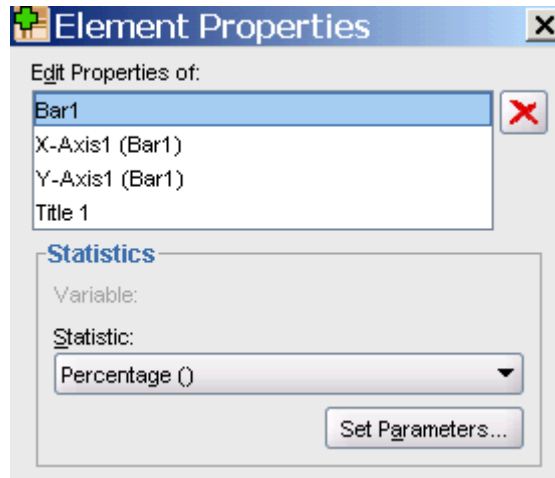 Element Properties
Edit Properties of:
Bar1
X-Axis1 (Bar1)
Y-Axis1 (Bar1)
Title 1
Statistics
Variable:
Statistic:
Percentage ()
Set Parameters...